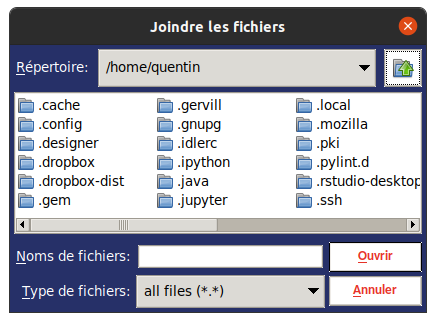 Joindre les fichiers
Répertoire: /home/quentin
.cache .gervill .local
.config .gnupg .mozilla
.designer .idlerc .pki
.dropbox .ipython .pylint.d
.dropbox-dist .java .rstudio-desktop
.gem .jupyter .ssh
Noms de fichiers: Ouvrir
Type de fichiers: all files (*.*) Annuler